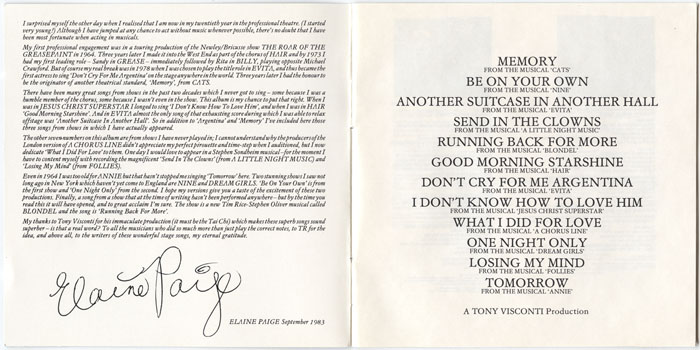 I surprised myself the other day when I realised that I am now in my twentieth year in the professional theatre. (I started
very young!) Although I have jumped at any chance to act without music whenever possible, there's no doubt that I have
been most fortunate when acting in musicals.
My first professional engagement was in a touring production of the Newley/Bricusse show THE ROAR OF THE
GREASEPAINT in 1964. Three years later I made it into the West End as part of the chorus of HAIR and by 1973 I
had my first leading role – Sandy in GREASE – immediately followed by Rita in BILLY, playing opposite Michael
Crawford. But of course my real break was in 1978 when I was chosen to play the title role in EVITA, and thus became the
first actress to sing 'Don't Cry For Me Argentina' on the stage anywhere in the world. Three years later I had the honour to
be the originator of another theatrical standard, 'Memory', from CATS.
There have been many great songs from shows in the past two decades which I never got to sing – some because I was a
humble member of the chorus, some because I wasn't even in the show. This album is my chance to put that right. When I
was in JESUS CHRIST SUPERSTAR I longed to sing 'I Don't Know How To Love Him', and when I was in HAIR
'Good Morning Starshine'. And in EVITA almost the only song of that exhausting score during which I was able to relax
offstage was 'Another Suitcase In Another Hall'. So in addition to 'Argentina' and 'Memory' I've included here these
three songs from shows in which I have actually appeared.
The other seven numbers on this album are from shows I have never played in; I cannot understand why the producers of the
London version of A CHORUS LINE didn't appreciate my perfect pirouette and time-step when I auditioned, but I now
dedicate 'What I Did For Love' to them. One day I would love to appear in a Stephen Sondheim musical – for the moment I
have to content myself with recording the magnificent 'Send In The Clowns' (from A LITTLE NIGHT MUSIC) and
'Losing My Mind' (from FOLLIES).
Even in 1964 I was too old for ANNIE but that hasn't stopped me singing 'Tomorrow' here. Two stunning shows I saw not
long ago in New York which haven't yet come to England are NINE and DREAM GIRLS. 'Be On Your Own' is from
the first show and 'One Night Only' from the second. I hope my versions give you a taste of the excitement of these two
productions. Finally, a song from a show that at the time of writing hasn't been performed anywhere – but by the time you
read this it will have opened, and to great acclaim I'm sure. The show is a new Tim Rice-Stephen Oliver musical called
BLONDEL and the song is 'Running Back For More'.
My thanks to Tony Visconti for his immaculate production (it must be the Tai Chi) which makes these superb songs sound
superber – is that a real word? To all the musicians who did so much more than just play the correct notes, to TR for the
idea, and above all, to the writers of these wonderful stage songs, my eternal gratitude.
Elaine Paige
ELAINE PAIGE September 1983
MEMORY
FROM THE MUSICAL 'CATS'
BE ON YOUR OWN
FROM THE MUSICAL 'NINE'
ANOTHER SUITCASE IN ANOTHER HALL
FROM THE MUSICAL 'EVITA'
SEND IN THE CLOWNS
FROM THE MUSICAL 'A LITTLE NIGHT MUSIC'
RUNNING BACK FOR MORE
FROM THE MUSICAL 'BLONDEL'
GOOD MORNING STARSHINE
FROM THE MUSICAL 'HAIR'
DON'T CRY FOR ME ARGENTINA
FROM THE MUSICAL 'EVITA'
I DON'T KNOW HOW TO LOVE HIM
FROM THE MUSICAL 'JESUS CHRIST SUPERSTAR'
WHAT I DID FOR LOVE
FROM THE MUSICAL 'A CHORUS LINE'
ONE NIGHT ONLY
FROM THE MUSICAL 'DREAM GIRLS'
LOSING MY MIND
FROM THE MUSICAL 'FOLLIES'
TOMORROW
FROM THE MUSICAL 'ANNIE'
A TONY VISCONTI Production